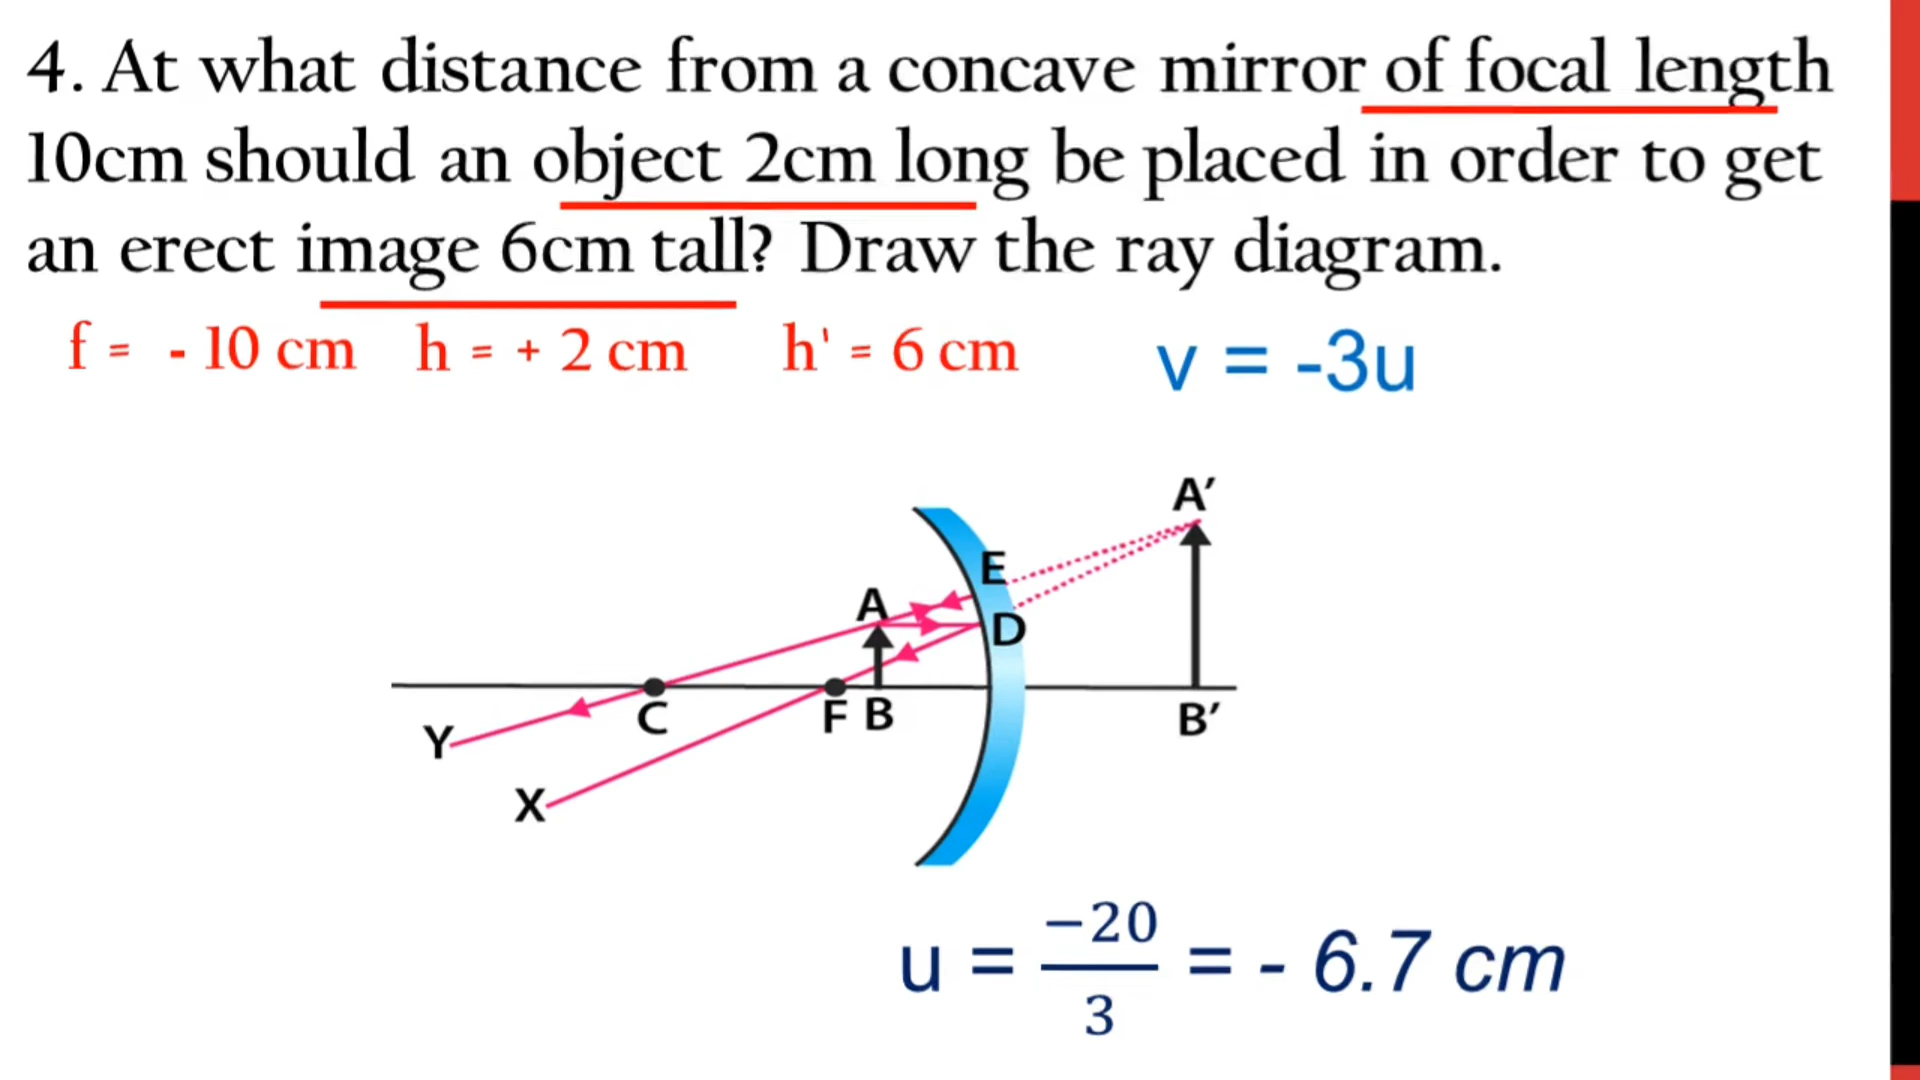 4. At what distance from a concave mirror of focal length
10cm should an object 2cm long be placed in order to get
an erect image 6cm tall? Draw the ray diagram.
f = - 10 cm h = + 2 cm h' = 6 cm v = -3u
A′
E
A
D
C
F B
B′
Y
X
u = −20/3 = - 6.7 cm